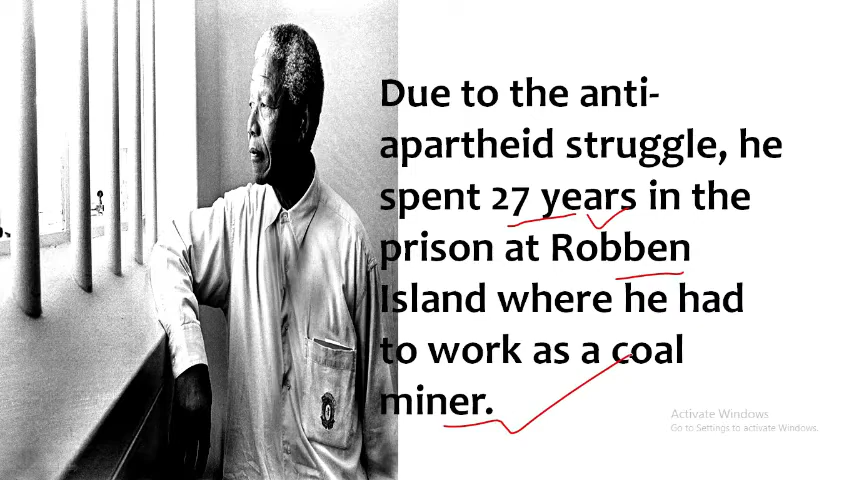 Due to the anti-
apartheid struggle, he
spent 27 years in the
prison at Robben
Island where he had
to work as a coal
miner.
Activate Windows
Go to Settings to activate Windows.